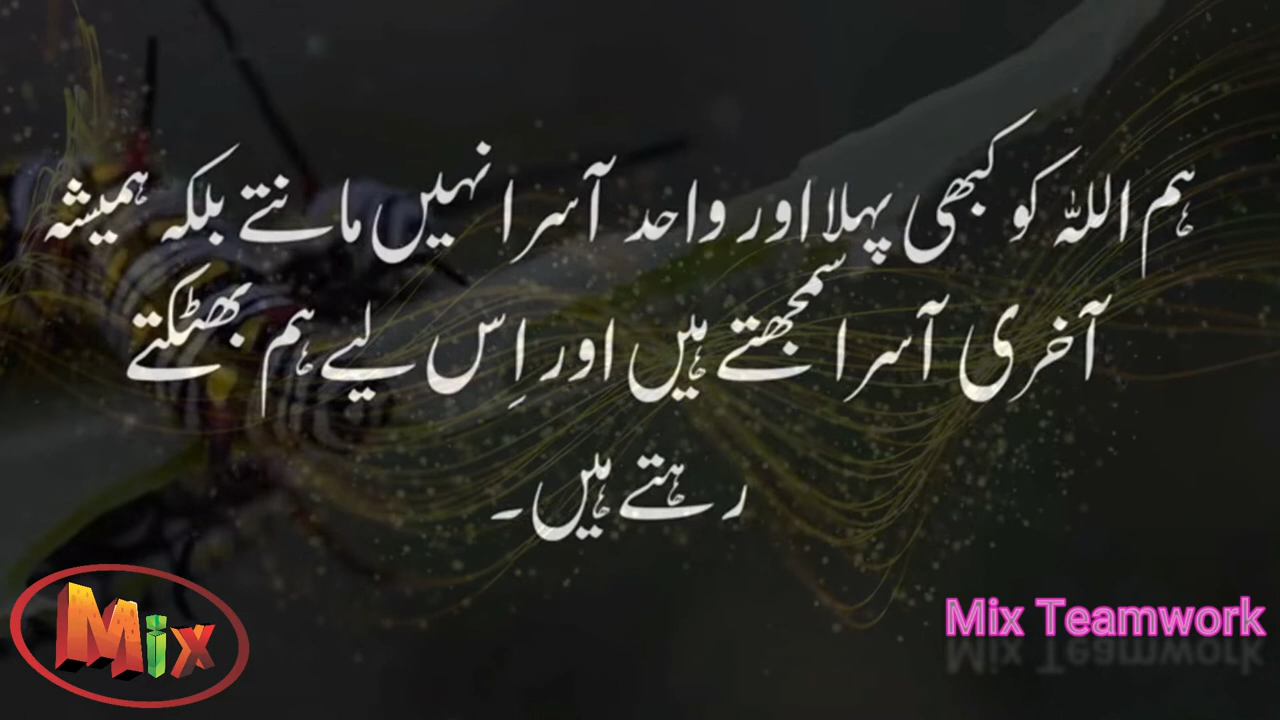 ہم اللہ کو کبھی پہلا اور واحد آسرا نہیں مانتے بلکہ ہمیشہ
آخری آسرا سمجھتے ہیں اور اِس لیے ہم بھٹکتے
رہتے ہیں۔
Mix
Mix Teamwork